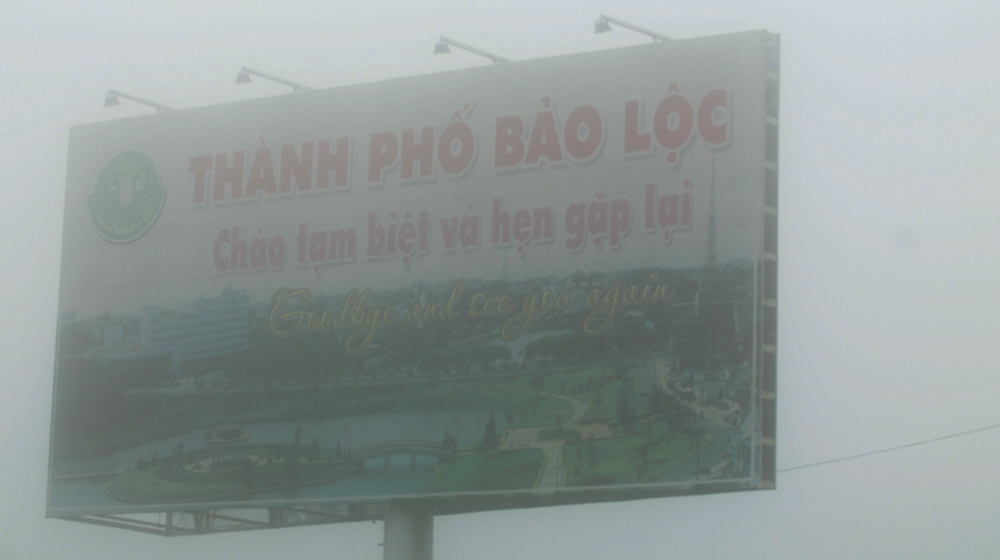 THÀNH PHỐ BẢO LỘC
Chào tạm biệt và hẹn gặp lại
Goodbye and see you again